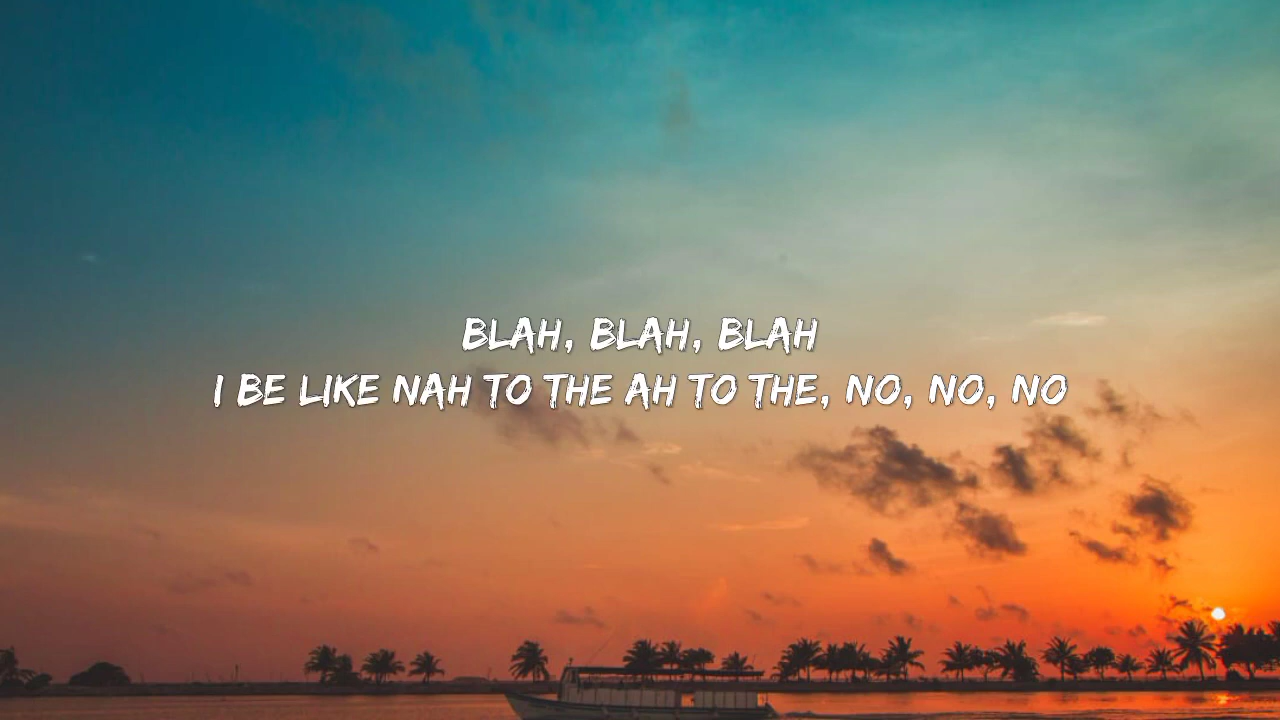 BLAH, BLAH, BLAH
I BE LIKE NAH TO THE AH TO THE, NO, NO, NO